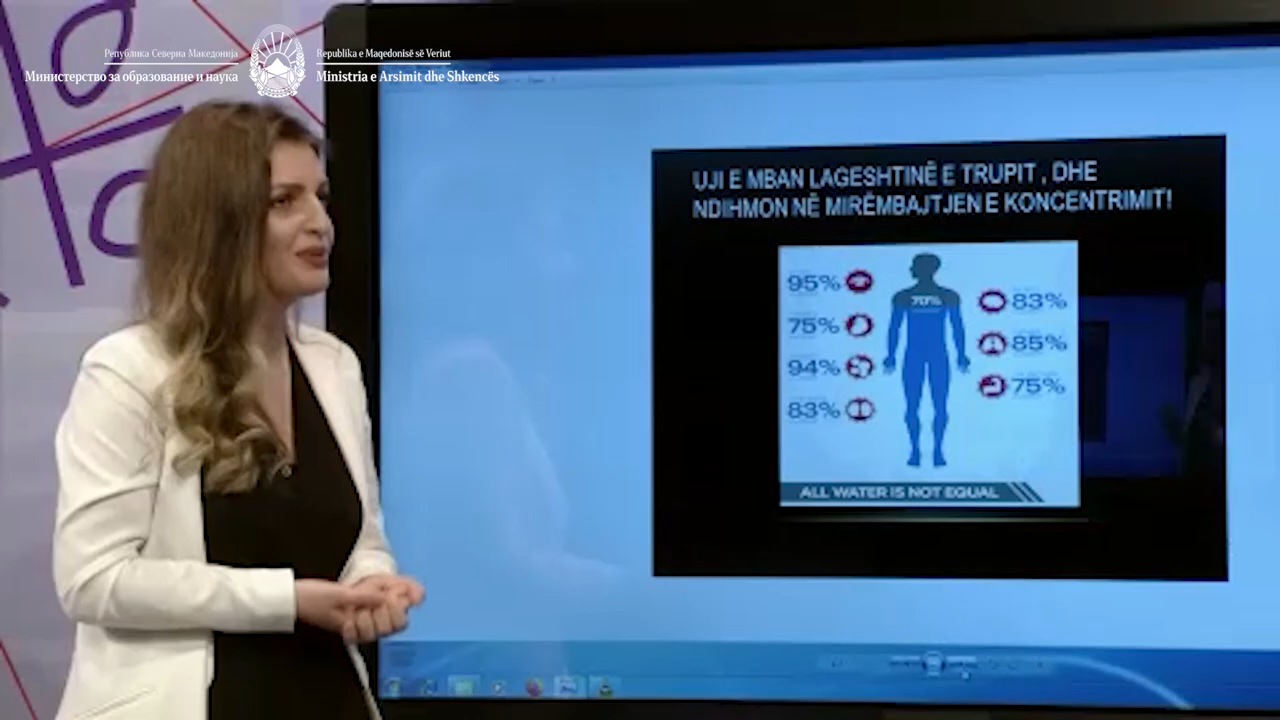 Република Северна Македонија
Министерство за образование и наука
Republika e Maqedonisë së Veriut
Ministria e Arsimit dhe Shkencës
UJI E MBAN LAGESHTINË E TRUPIT , DHE
NDIHMON NË MIRËMBAJTJEN E KONCENTRIMIT!
95%
75%
94%
83%
70%
83%
85%
75%
ALL WATER IS NOT EQUAL